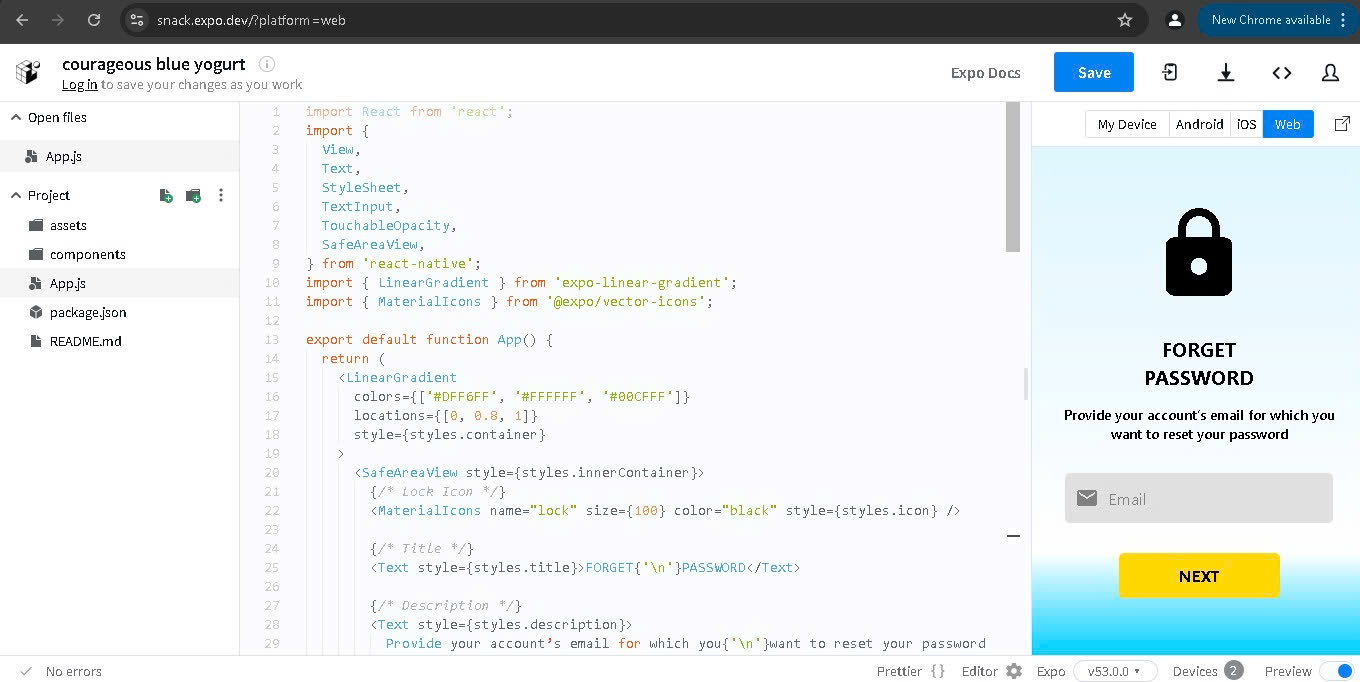 snack.expo.dev/?platform=web
New Chrome available
courageous blue yogurt
Log in to save your changes as you work
Expo Docs
Save
Open files
App.js
Project
assets
components
App.js
package.json
README.md
1 import React from 'react';
2 import {
3 View,
4 Text,
5 StyleSheet,
6 TextInput,
7 TouchableOpacity,
8 SafeAreaView,
9 } from 'react-native';
10 import { LinearGradient } from 'expo-linear-gradient';
11 import { MaterialIcons } from '@expo/vector-icons';
12
13 export default function App() {
14 return (
15 <LinearGradient
16 colors={['#DFF6FF', '#FFFFFF', '#00CFFF']}
17 locations={[0, 0.8, 1]}
18 style={styles.container}
19 >
20 <SafeAreaView style={styles.innerContainer}>
21 {/* Lock Icon */}
22 <MaterialIcons name="lock" size={100} color="black" style={styles.icon} />
23
24 {/* Title */}
25 <Text style={styles.title}>FORGET{'\n'}PASSWORD</Text>
26
27 {/* Description */}
28 <Text style={styles.description}>
29 Provide your account’s email for which you{'\n'}want to reset your password
My Device Android iOS Web
FORGET
PASSWORD
Provide your account’s email for which you
want to reset your password
Email
NEXT
No errors
Prettier {} Editor Expo v53.0.0 Devices 2 Preview